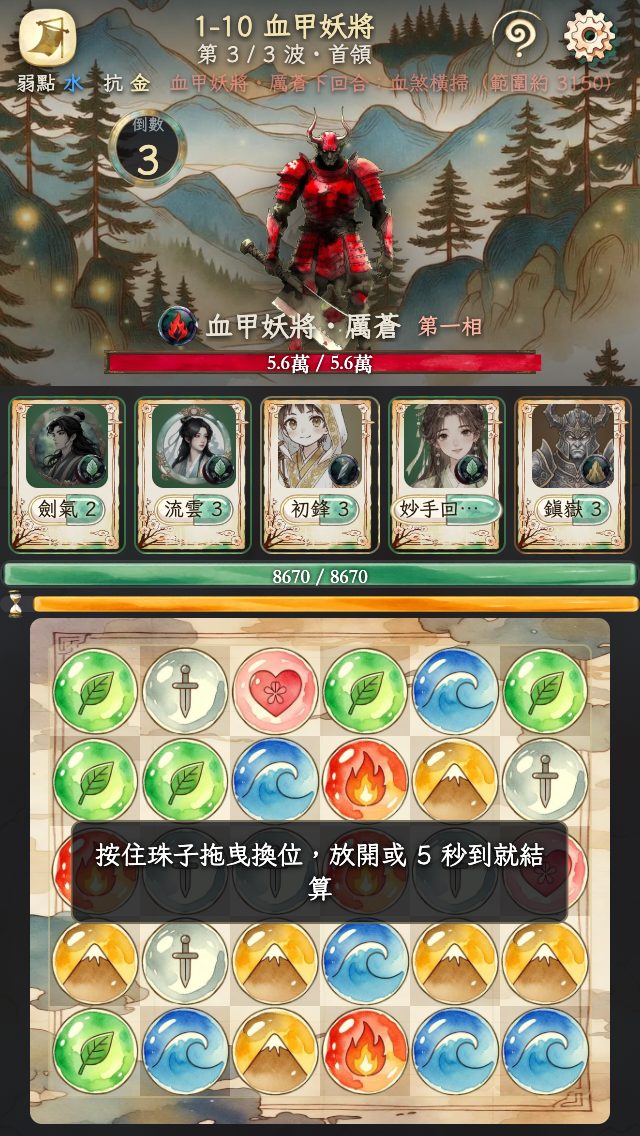 1-10 血甲妖將
第 3 / 3 波・首領
弱點 水 抗 金 血甲妖將・厲蒼下回合：血煞橫掃（範圍約 3150）
倒數
3
血甲妖將・厲蒼 第一相
5.6萬 / 5.6萬
劍氣 2
流雲 3
初鋒 3
妙手回…
鎮嶽 3
8670 / 8670
按住珠子拖曳換位，放開或 5 秒到就結
算